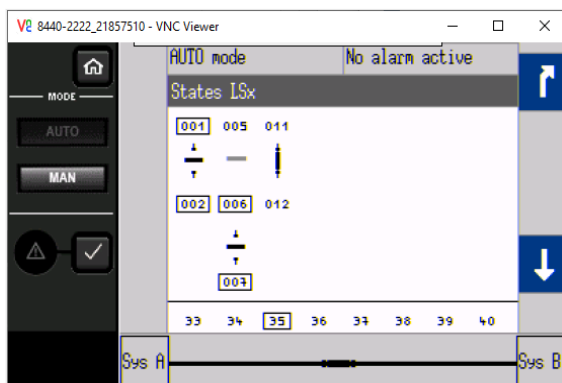 8440-2222_21857510 - VNC Viewer
AUTO mode
No alarm active
MODE
States LSx
AUTO
001 005 011
MAN
002 006 012
007
33 34 35 36 37 38 39 40
Sys A
Sys B